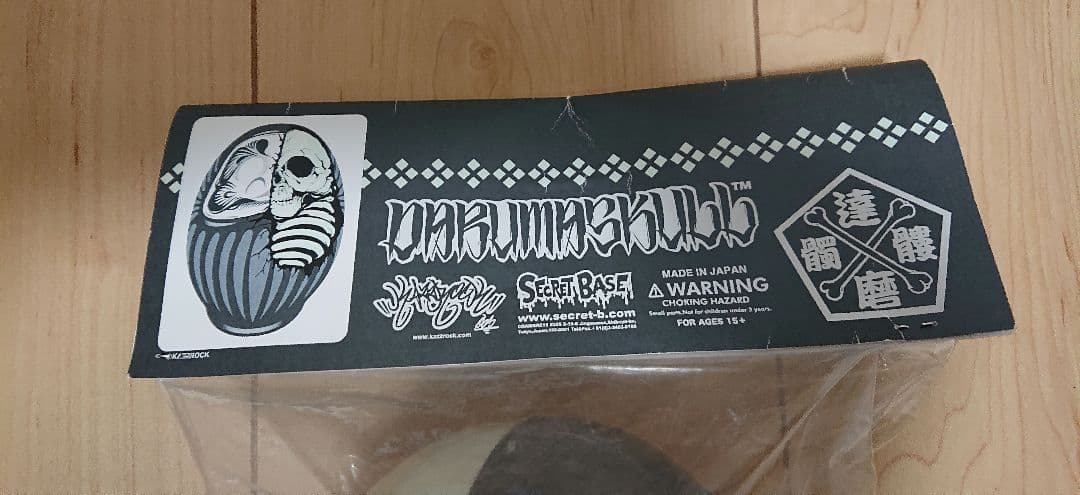 DARUMASKULL™
SECRET BASE
www.secret-b.com
www.kazzrock.com
MADE IN JAPAN
⚠ WARNING
CHOKING HAZARD
Small parts.Not for children under 3 years.
FOR AGES 15+
達
髑 髏
磨
KAZZROCK